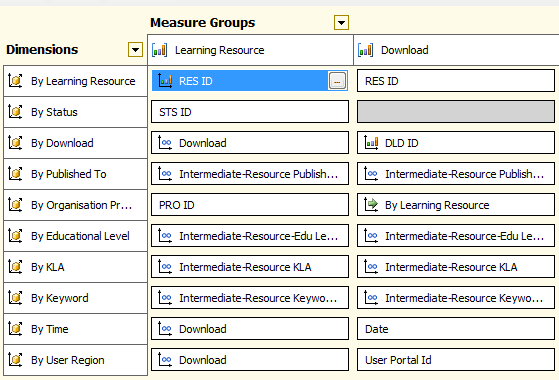 Measure Groups
Dimensions Learning Resource Download
By Learning Resource RES ID ... RES ID
By Status STS ID
By Download Download DLD ID
By Published To Intermediate-Resource Publish... Intermediate-Resource Publish...
By Organisation Pr... PRO ID By Learning Resource
By Educational Level Intermediate-Resource-Edu Le... Intermediate-Resource-Edu Le...
By KLA Intermediate-Resource KLA Intermediate-Resource KLA
By Keyword Intermediate-Resource Keywo... Intermediate-Resource Keywo...
By Time Download Date
By User Region Download User Portal Id